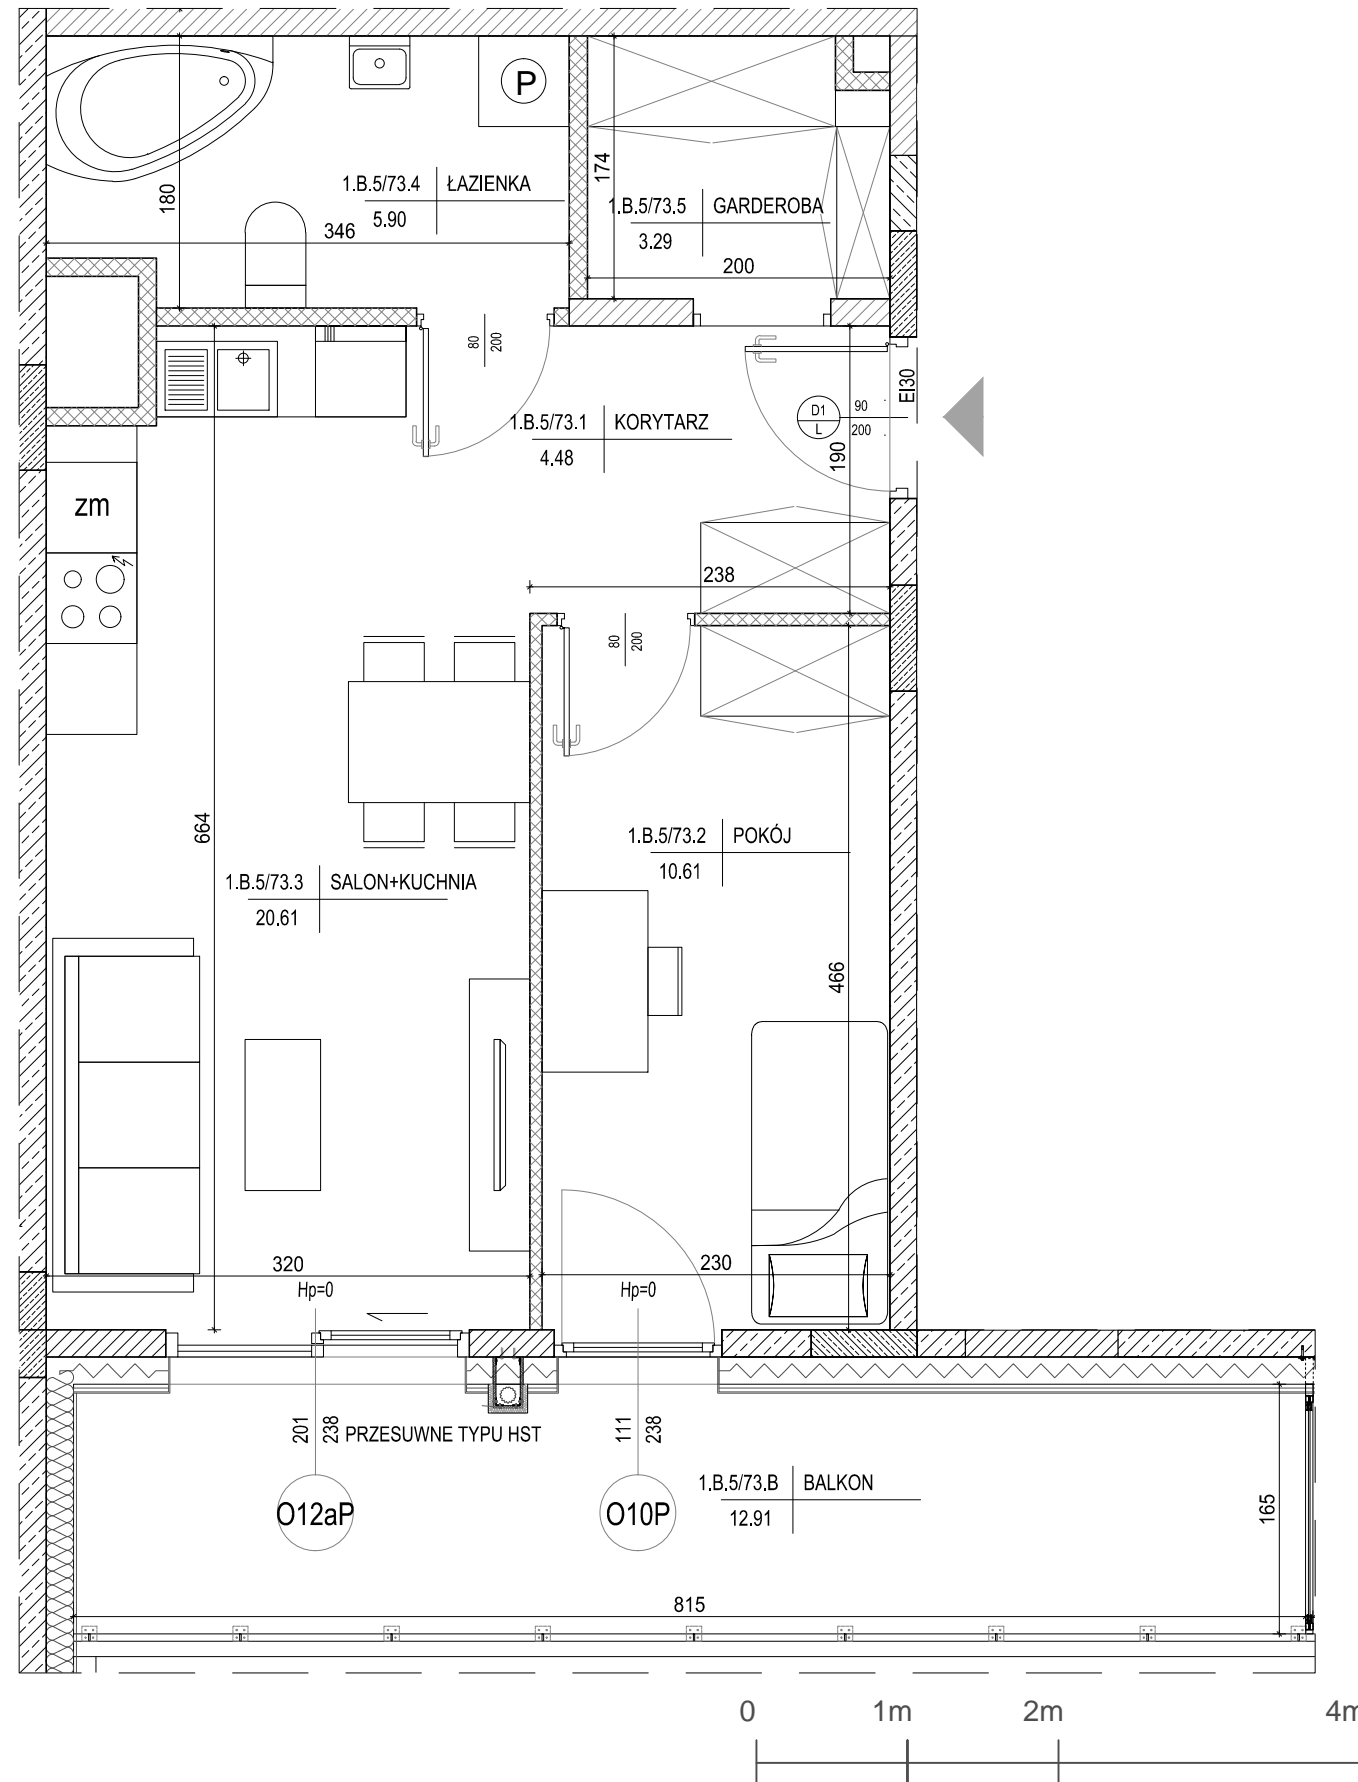 P
1.B.5/73.4 ŁAZIENKA
5.90
180
346
174
1.B.5/73.5 GARDEROBA
3.29
200
80
200
EI30
D1
L
90
200
1.B.5/73.1 KORYTARZ
4.48
190
zm
238
80
200
664
1.B.5/73.2 POKÓJ
10.61
1.B.5/73.3 SALON+KUCHNIA
20.61
466
320
230
Hp=0
Hp=0
201
238
PRZESUWNE TYPU HST
111
238
O12aP
O10P
1.B.5/73.B BALKON
12.91
165
815
0 1m 2m 4m